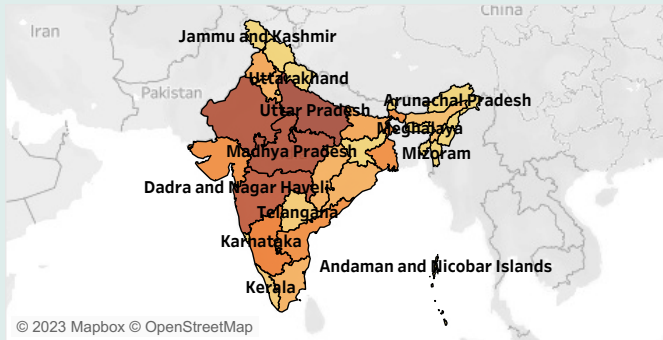 China
Iran
Jammu and Kashmir
Uttarakhand
Pakistan
Arunachal Pradesh
Uttar Pradesh
Meghalaya
Madhya Pradesh
Mizoram
Dadra and Nagar Haveli
Telangana
Karnataka
Andaman and Nicobar Islands
Kerala
© 2023 Mapbox © OpenStreetMap